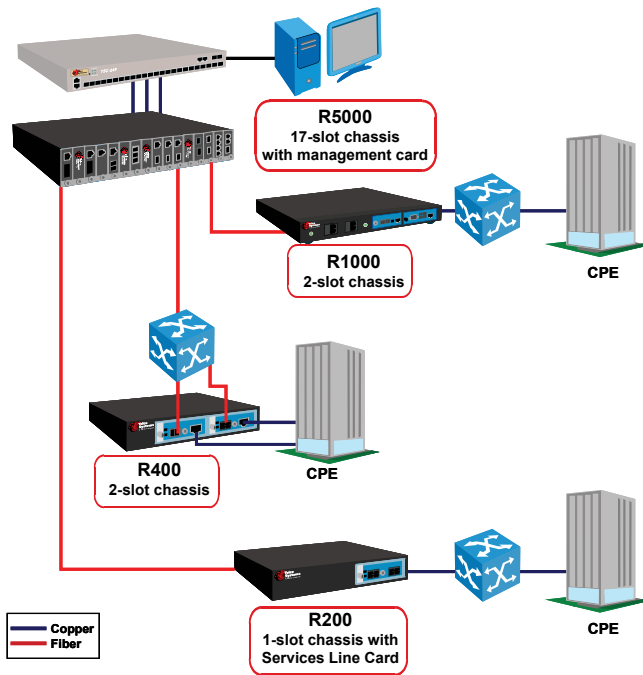 R5000
17-slot chassis
with management card
R1000
2-slot chassis
CPE
R400
2-slot chassis
CPE
R200
1-slot chassis with
Services Line Card
CPE
Copper
Fiber